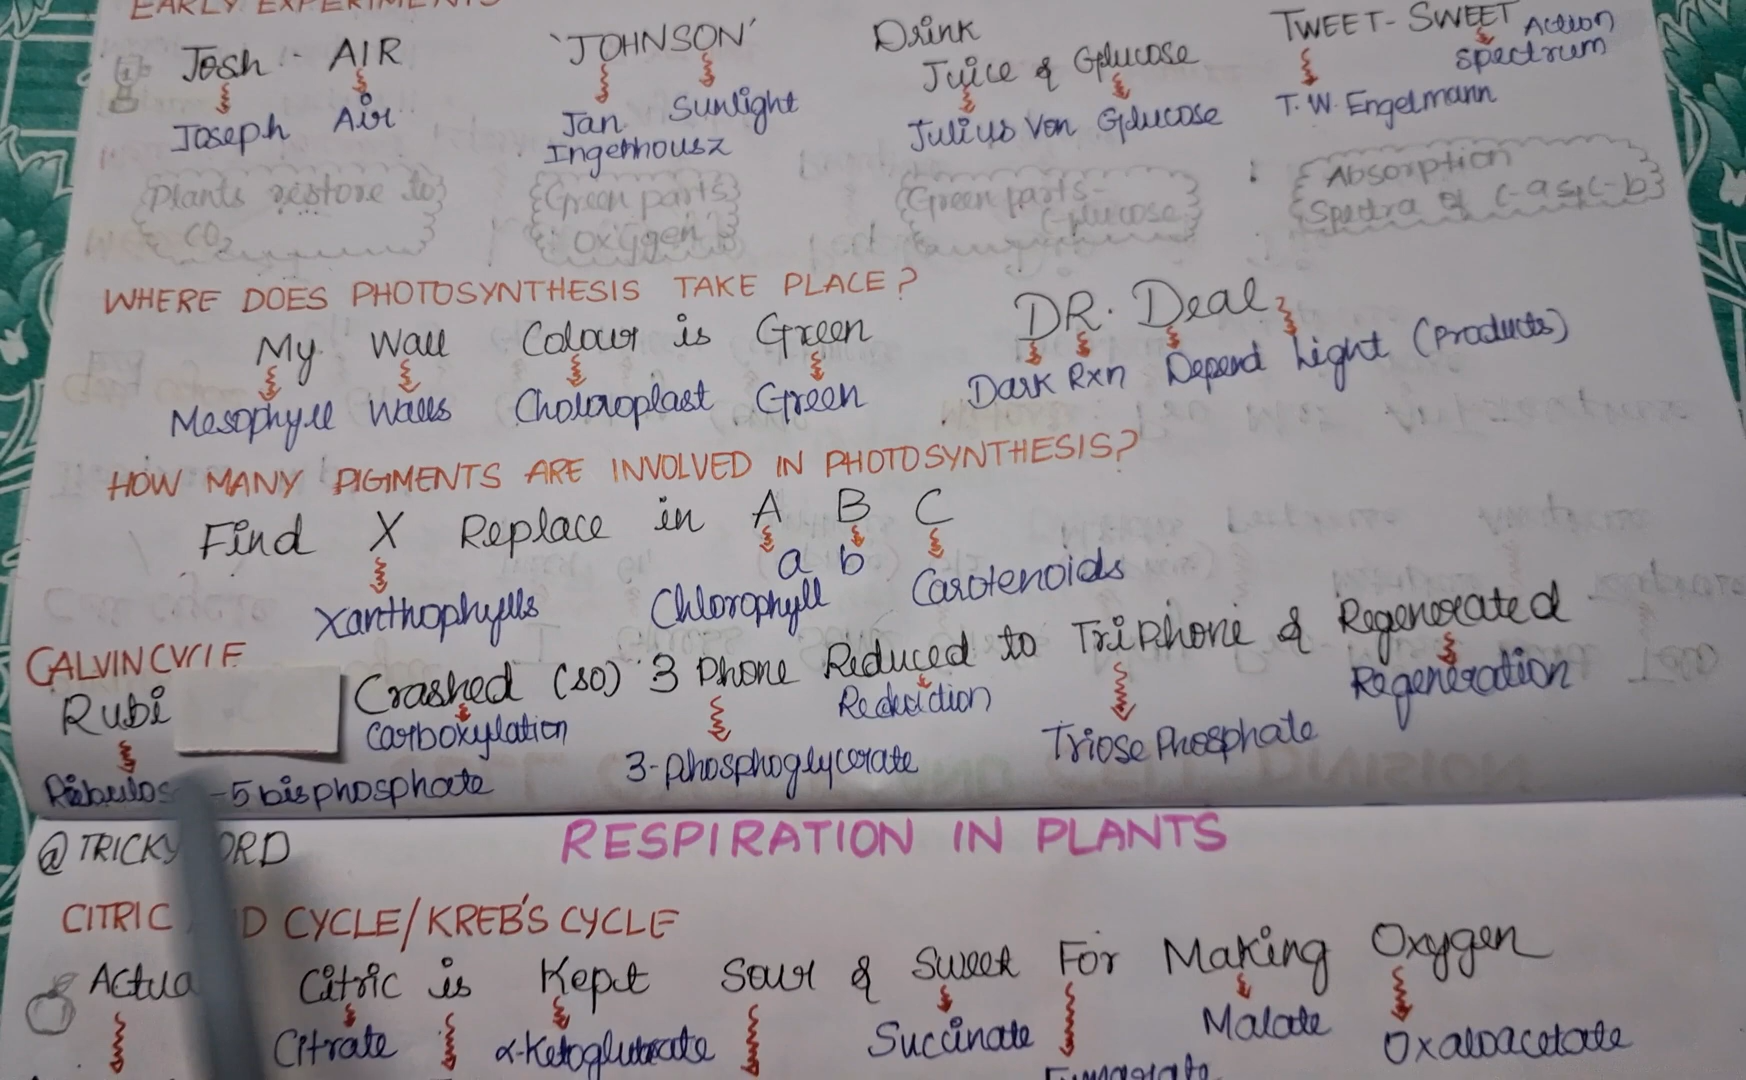 EARLY EXPERIMENTS
Josh - AIR
Joseph Air
Plants restore to
CO2
'JOHNSON'
Jan Sunlight
Ingenhousz
Green parts
oxygen
Drink
Juice & Glucose
Julius Von Glucose
Green parts-
Glucose
TWEET- SWEET Action
spectrum
T.W. Engelmann
Absorption
Spectra of C-a & C-b
WHERE DOES PHOTOSYNTHESIS TAKE PLACE?
My Wall Colour is Green
Mesophyll Walls Choloroplast Green
DR. Deal
Dark Rxn Depend Light (Products)
HOW MANY PIGMENTS ARE INVOLVED IN PHOTOSYNTHESIS?
Find X Replace in A B C
a b
Xanthophylls Chlorophyll Carotenoids
CALVIN CYCLE
Rubi Crashed (so) 3 Phone Reduced to TriPhone & Regenerated
Carboxylation Reduction Regeneration
-5 bisphosphate 3-phosphoglycerate Triose Phosphate
@TRICKY
RESPIRATION IN PLANTS
CITRIC CYCLE/KREB'S CYCLE
Citric is Kept Sour & Sweet For Making Oxygen
Citrate α-Ketoglutarate Succinate Malate Oxaloacetate